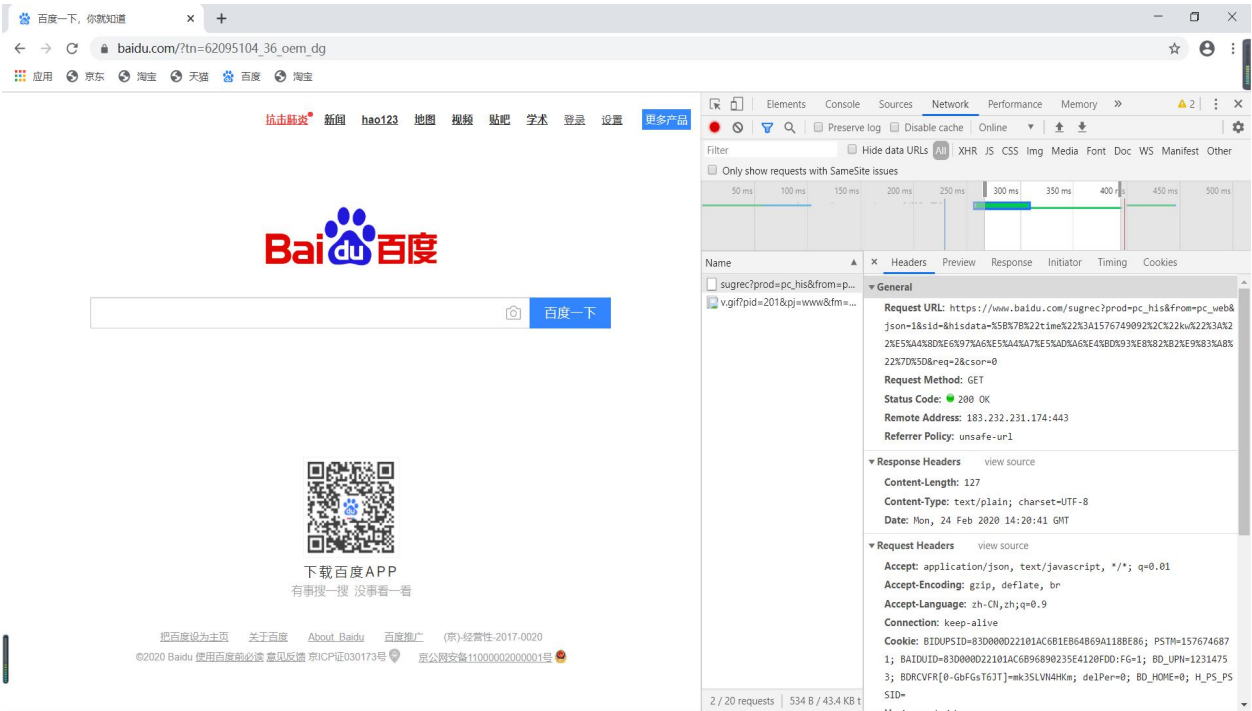 百度一下，你就知道
baidu.com/?tn=62095104_36_oem_dg
应用 京东 淘宝 天猫 百度 淘宝
抗击肺炎 新闻 hao123 地图 视频 贴吧 学术 登录 设置 更多产品
Bai du 百度
百度一下
下载百度APP
有事搜一搜 没事看一看
把百度设为主页 关于百度 About Baidu 百度推广 (京)-经营性-2017-0020
©2020 Baidu 使用百度前必读 意见反馈 京ICP证030173号 京公网安备11000002000001号
Elements Console Sources Network Performance Memory 2
Preserve log Disable cache Online
Filter Hide data URLs All XHR JS CSS Img Media Font Doc WS Manifest Other
Only show requests with SameSite issues
50 ms 100 ms 150 ms 200 ms 250 ms 300 ms 350 ms 400 ms 450 ms 500 ms
Name
sugrec?prod=pc_his&from=p...
v.gif?pid=201&pj=www&fm=...
2 / 20 requests 534 B / 43.4 KB t
Headers Preview Response Initiator Timing Cookies
General
Request URL: https://www.baidu.com/sugrec?prod=pc_his&from=pc_web&
json=1&sid=&hisdata=%5B%7B%22time%22%3A1576749092%2C%22kw%22%3A%2
2%E5%A4%8D%E6%97%A6%E5%A4%A7%E5%AD%A6%E4%BD%93%E8%82%B2%E9%83%A8%
22%7D%5D&req=2&csor=0
Request Method: GET
Status Code: 200 OK
Remote Address: 183.232.231.174:443
Referrer Policy: unsafe-url
Response Headers view source
Content-Length: 127
Content-Type: text/plain; charset=UTF-8
Date: Mon, 24 Feb 2020 14:20:41 GMT
Request Headers view source
Accept: application/json, text/javascript, */*; q=0.01
Accept-Encoding: gzip, deflate, br
Accept-Language: zh-CN,zh;q=0.9
Connection: keep-alive
Cookie: BIDUPSID=83D000D22101AC6B1EB64B69A118BE86; PSTM=157674687
1; BAIDUID=83D000D22101AC6B96890235E4120FDD:FG=1; BD_UPN=1231475
3; BDRCVFR[0-GbFGsT6JT]=mk3SLVN4HKm; delPer=0; BD_HOME=0; H_PS_PS
SID=